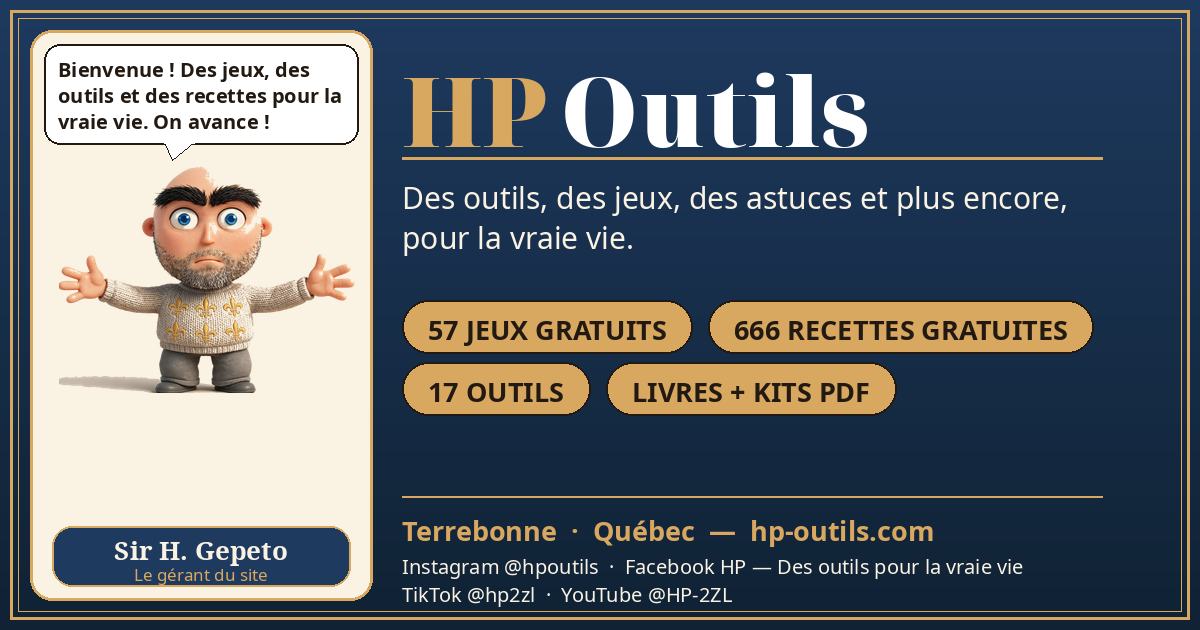 Bienvenue ! Des jeux, des
outils et des recettes pour la
vraie vie. On avance !
Sir H. Gepeto
Le gérant du site
HP Outils
Des outils, des jeux, des astuces et plus encore,
pour la vraie vie.
57 JEUX GRATUITS
666 RECETTES GRATUITES
17 OUTILS
LIVRES + KITS PDF
Terrebonne · Québec — hp-outils.com
Instagram @hpoutils · Facebook HP — Des outils pour la vraie vie
TikTok @hp2zl · YouTube @HP-2ZL